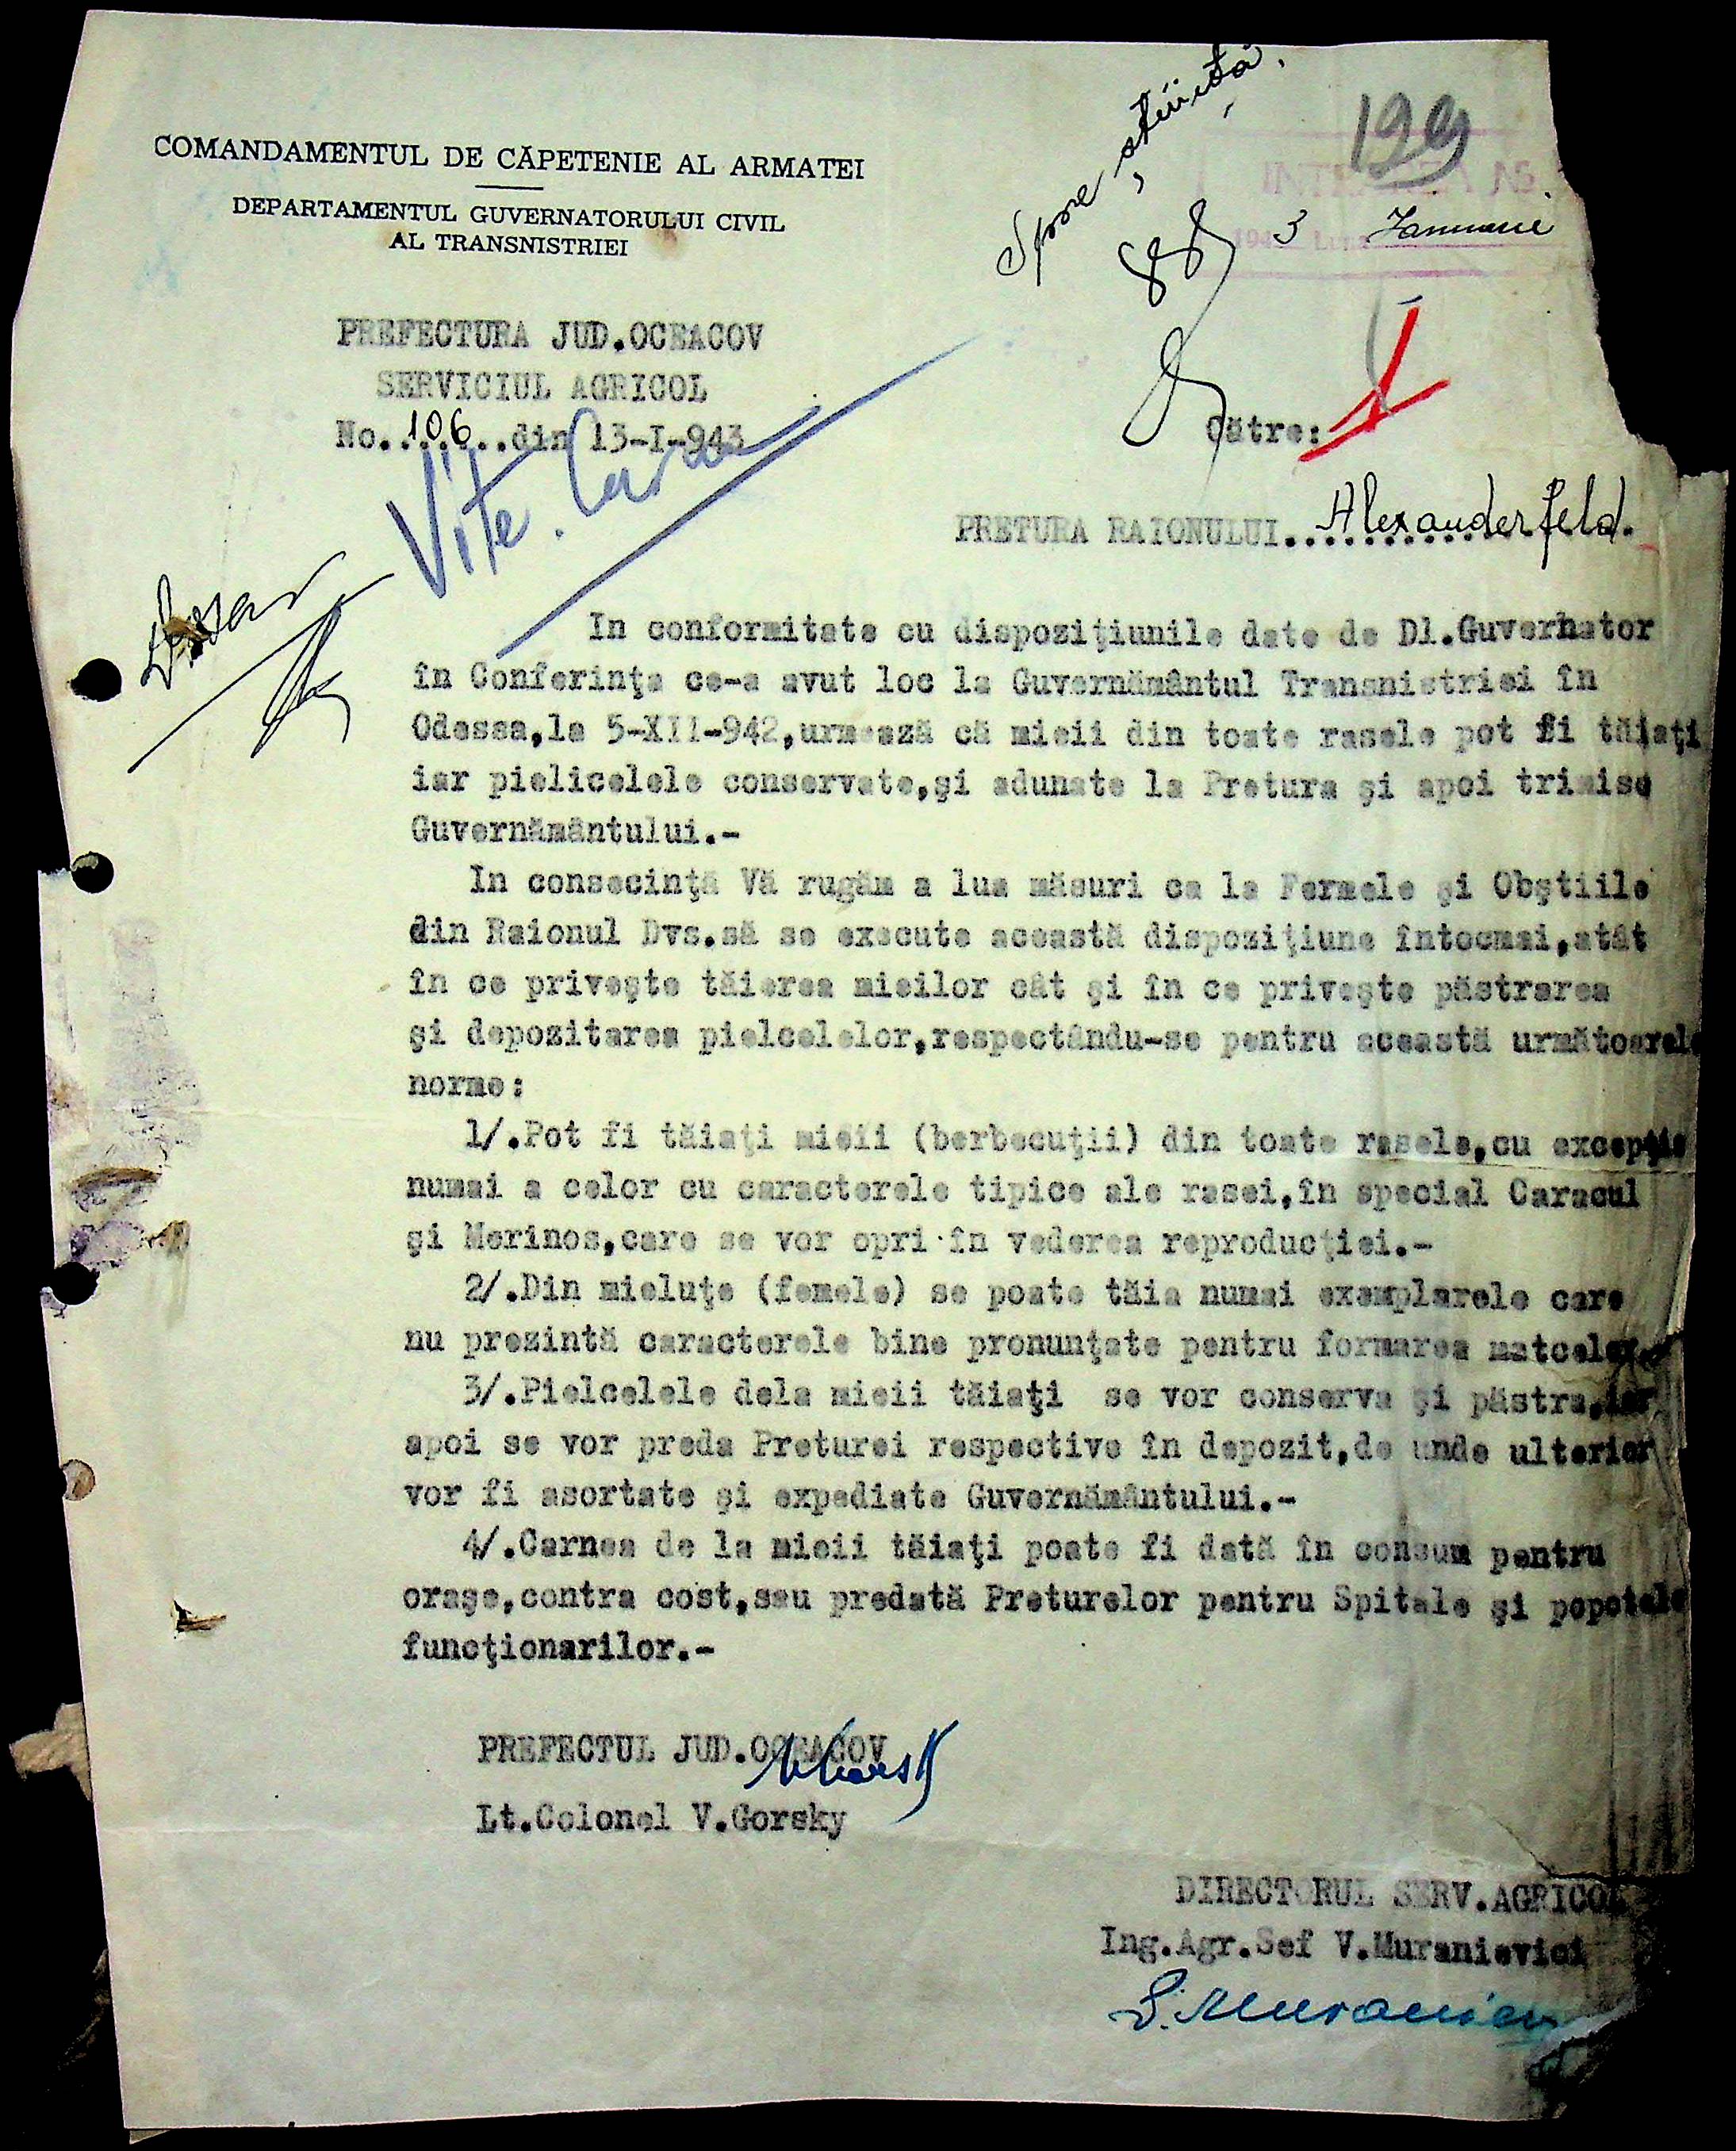 Spre știință.
199
COMANDAMENTUL DE CĂPETENIE AL ARMATEI
DEPARTAMENTUL GUVERNATORULUI CIVIL
AL TRANSNISTRIEI
INTRAREA №
88
194 Luna
3 Ianuarie
PREFECTURA JUD.OCEACOV
SERVICIUL AGRICOL
No..106..din 13-I-943
Către:
Vite.
PRETURA RAIONULUI Alexanderfeld.
Dosar
In conformitate cu dispoziţiunile date de Dl.Guvernator
în Conferinţa ce-a avut loc la Guvernământul Transnistriei în
Odessa,la 5-XII-942,urmează că mieii din toate rasele pot fi tăiaţi
iar pielicelele conservate,şi adunate la Pretura şi apoi trimise
Guvernământului.-
In consecinţă Vă rugăm a lua măsuri ca la Fermele şi Obştiile
din Raionul Dvs.să se execute această dispoziţiune întocmai,atât
în ce priveşte tăierea mieilor cât şi în ce priveşte păstrarea
şi depozitarea pielcelelor,respectându-se pentru această următoarele
norme:
1/.Pot fi tăiaţi mieii (berbecuţii) din toate rasele,cu excepţia
numai a celor cu caracterele tipice ale rasei,în special Caracul
şi Merinos,care se vor opri în vederea reproducţiei.-
2/.Din mieluţe (femele) se poate tăia numai exemplarele care
nu prezintă caracterele bine pronunţate pentru formarea matcelor.
3/.Pielcelele dela mieii tăiaţi se vor conserva şi păstra,iar
apoi se vor preda Preturei respective în depozit,de unde ulterior
vor fi asortate şi expediate Guvernământului.-
4/.Carnea de la mieii tăiaţi poate fi dată în consum pentru
oraşe,contra cost,sau predată Preturelor pentru Spitale şi popotele
funcţionarilor.-
PREFECTUL JUD.OCEACOV
Lt.Colonel V.Gorsky
DIRECTORUL SERV.AGRICOL
Ing.Agr.Sef V.Muranievici